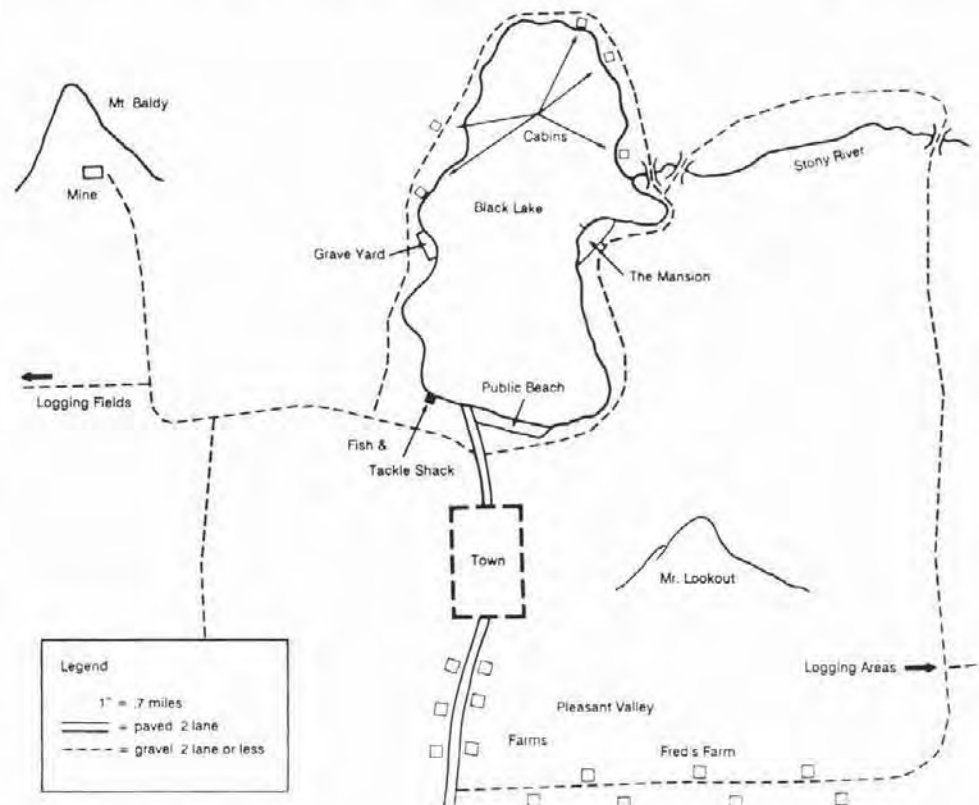 Mt. Baldy
Mine
Cabins
Stony River
Black Lake
Grave Yard
The Mansion
Logging Fields
Public Beach
Fish &
Tackle Shack
Town
Mr. Lookout
Logging Areas
Pleasant Valley
Farms
Fred's Farm
Legend
1" = .7 miles
= paved 2 lane
= gravel 2 lane or less